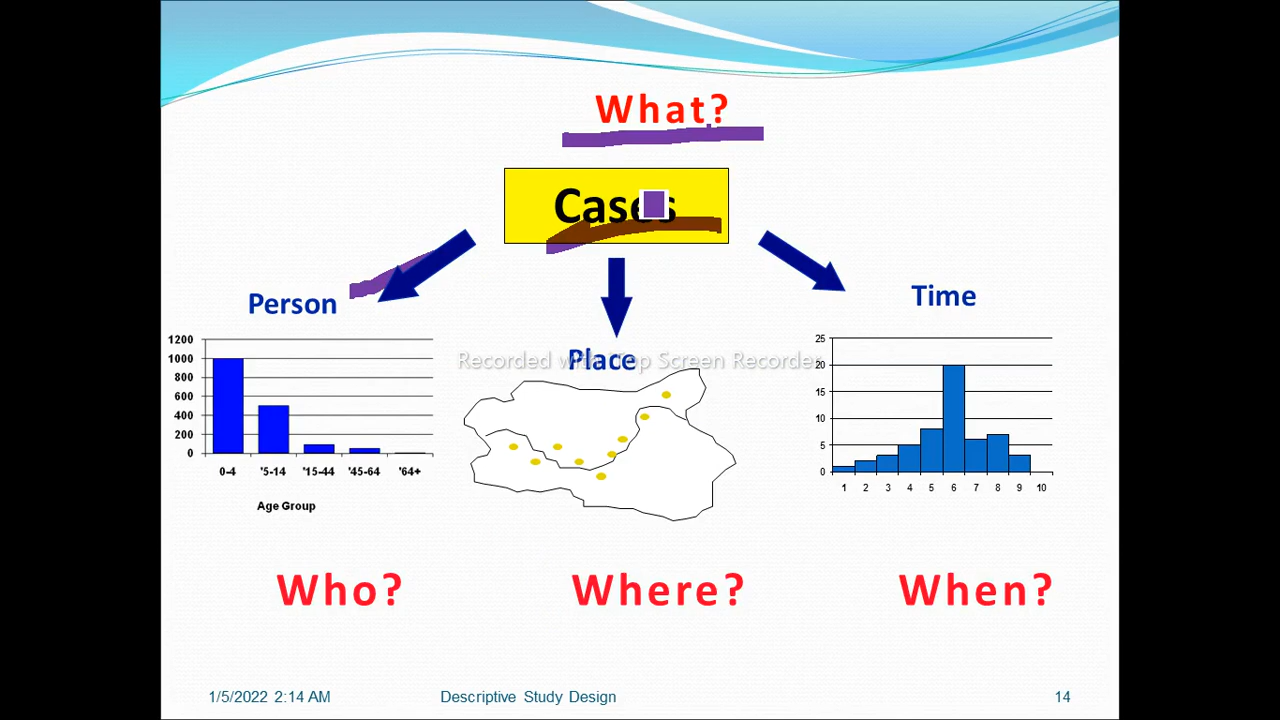 What?
Cases
Person
Time
Place
Recorded with Top Screen Recorder
1200
1000
800
600
400
200
0
0-4 '5-14 '15-44 '45-64 '64+
Age Group
25
20
15
10
5
0
1 2 3 4 5 6 7 8 9 10
Who? Where? When?
1/5/2022 2:14 AM Descriptive Study Design 14